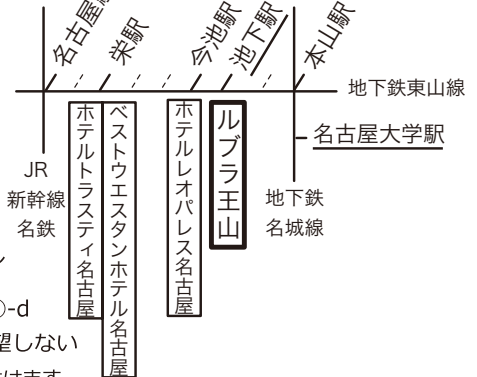 名古屋駅
栄駅
今池駅
池下駅
本山駅
地下鉄東山線
名古屋大学駅
JR
新幹線
名鉄
ホテルトラスティ名古屋
ベストウエスタンホテル名古屋
ホテルレオパレス名古屋
ルブラ王山
地下鉄
名城線
-d
望しない
けます